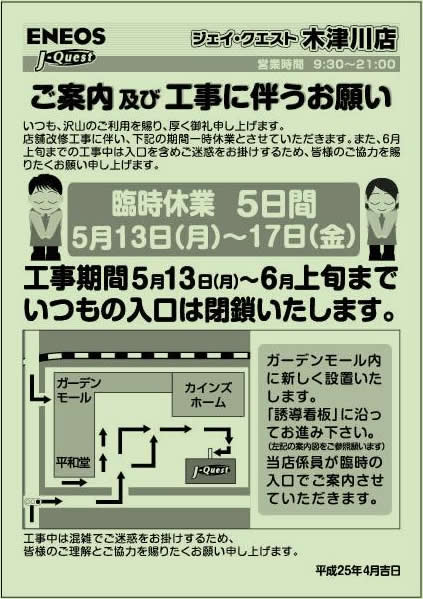 ENEOS
J-Quest
ジェイ・クエスト 木津川店
営業時間 9:30~21:00
ご案内及び工事に伴うお願い
いつも、沢山のご利用を賜り、厚く御礼申し上げます。
店舗改修工事に伴い、下記の期間一時休業とさせていただきます。また、6月
上旬までの工事中は入口を含めご迷惑をお掛けするため、皆様のご協力を賜
りたくお願い申し上げます。
臨時休業 5日間
5月13日(月)~17日(金)
工事期間5月13日(月)~6月上旬まで
いつもの入口は閉鎖いたします。
ガーデン
モール
カインズ
ホーム
平和堂
J-Quest
ガーデンモール内
に新しく設置いた
します。
「誘導看板」に沿っ
てお進み下さい。
(左記の案内図をご参照願います)
当店係員が臨時の
入口でご案内させ
ていただきます。
工事中は混雑でご迷惑をお掛けするため、
皆様のご理解とご協力を賜りたくお願い申し上げます。
平成25年4月吉日